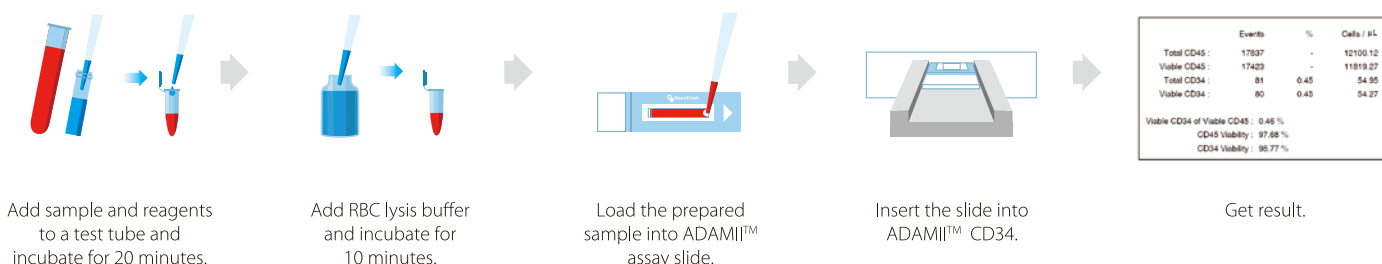 Add sample and reagents
to a test tube and
incubate for 20 minutes.
Add RBC lysis buffer
and incubate for
10 minutes.
NanoEntek
Load the prepared
sample into ADAMII™
assay slide.
Insert the slide into
ADAMII™ CD34.
Events % Cells / µL
Total CD45 : 17837 - 12100.12
Viable CD45 : 17423 - 11819.27
Total CD34 : 81 0.45 54.95
Viable CD34 : 80 0.45 54.27
Viable CD34 of Viable CD45 : 0.46 %
CD45 Viability : 97.68 %
CD34 Viability : 98.77 %
Get result.